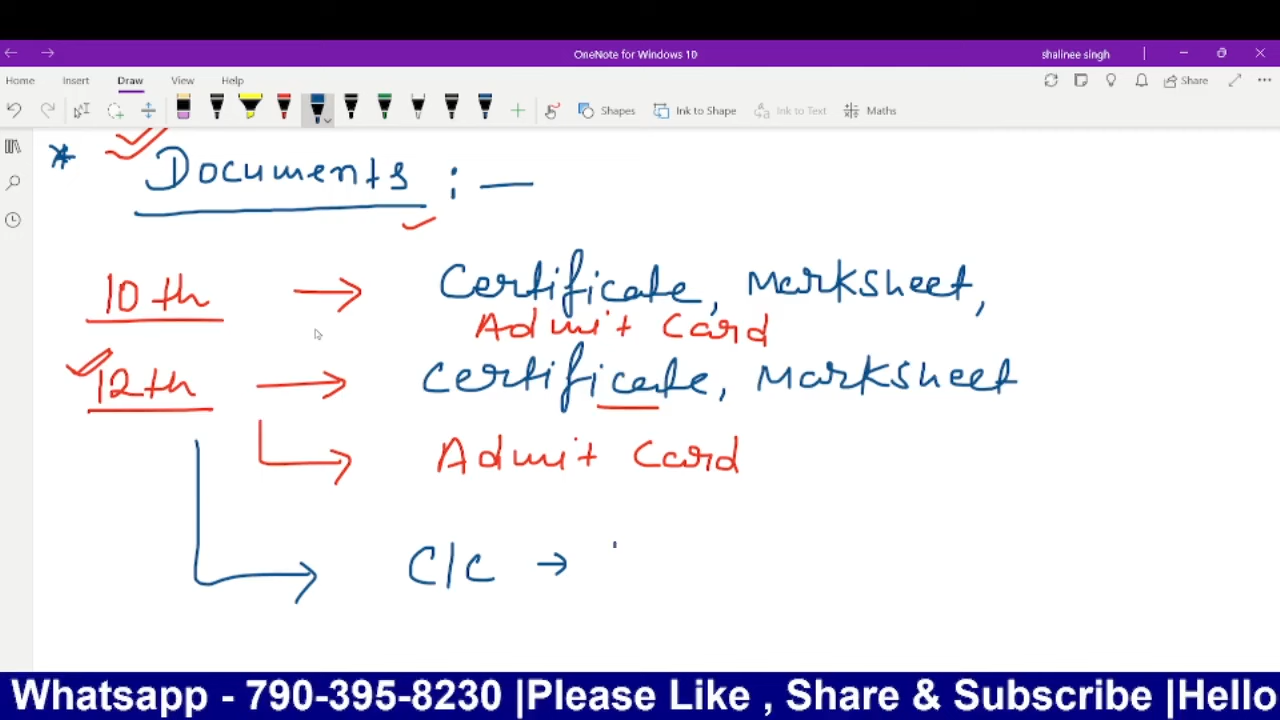 OneNote for Windows 10
shalinee singh
Home Insert Draw View Help
Share
Shapes Ink to Shape Ink to Text Maths
* Documents : —
10th → Certificate, Marksheet,
Admit Card
12th → Certificate, Marksheet
→ Admit Card
→ C/C →
Whatsapp - 790-395-8230 |Please Like , Share & Subscribe |Hello